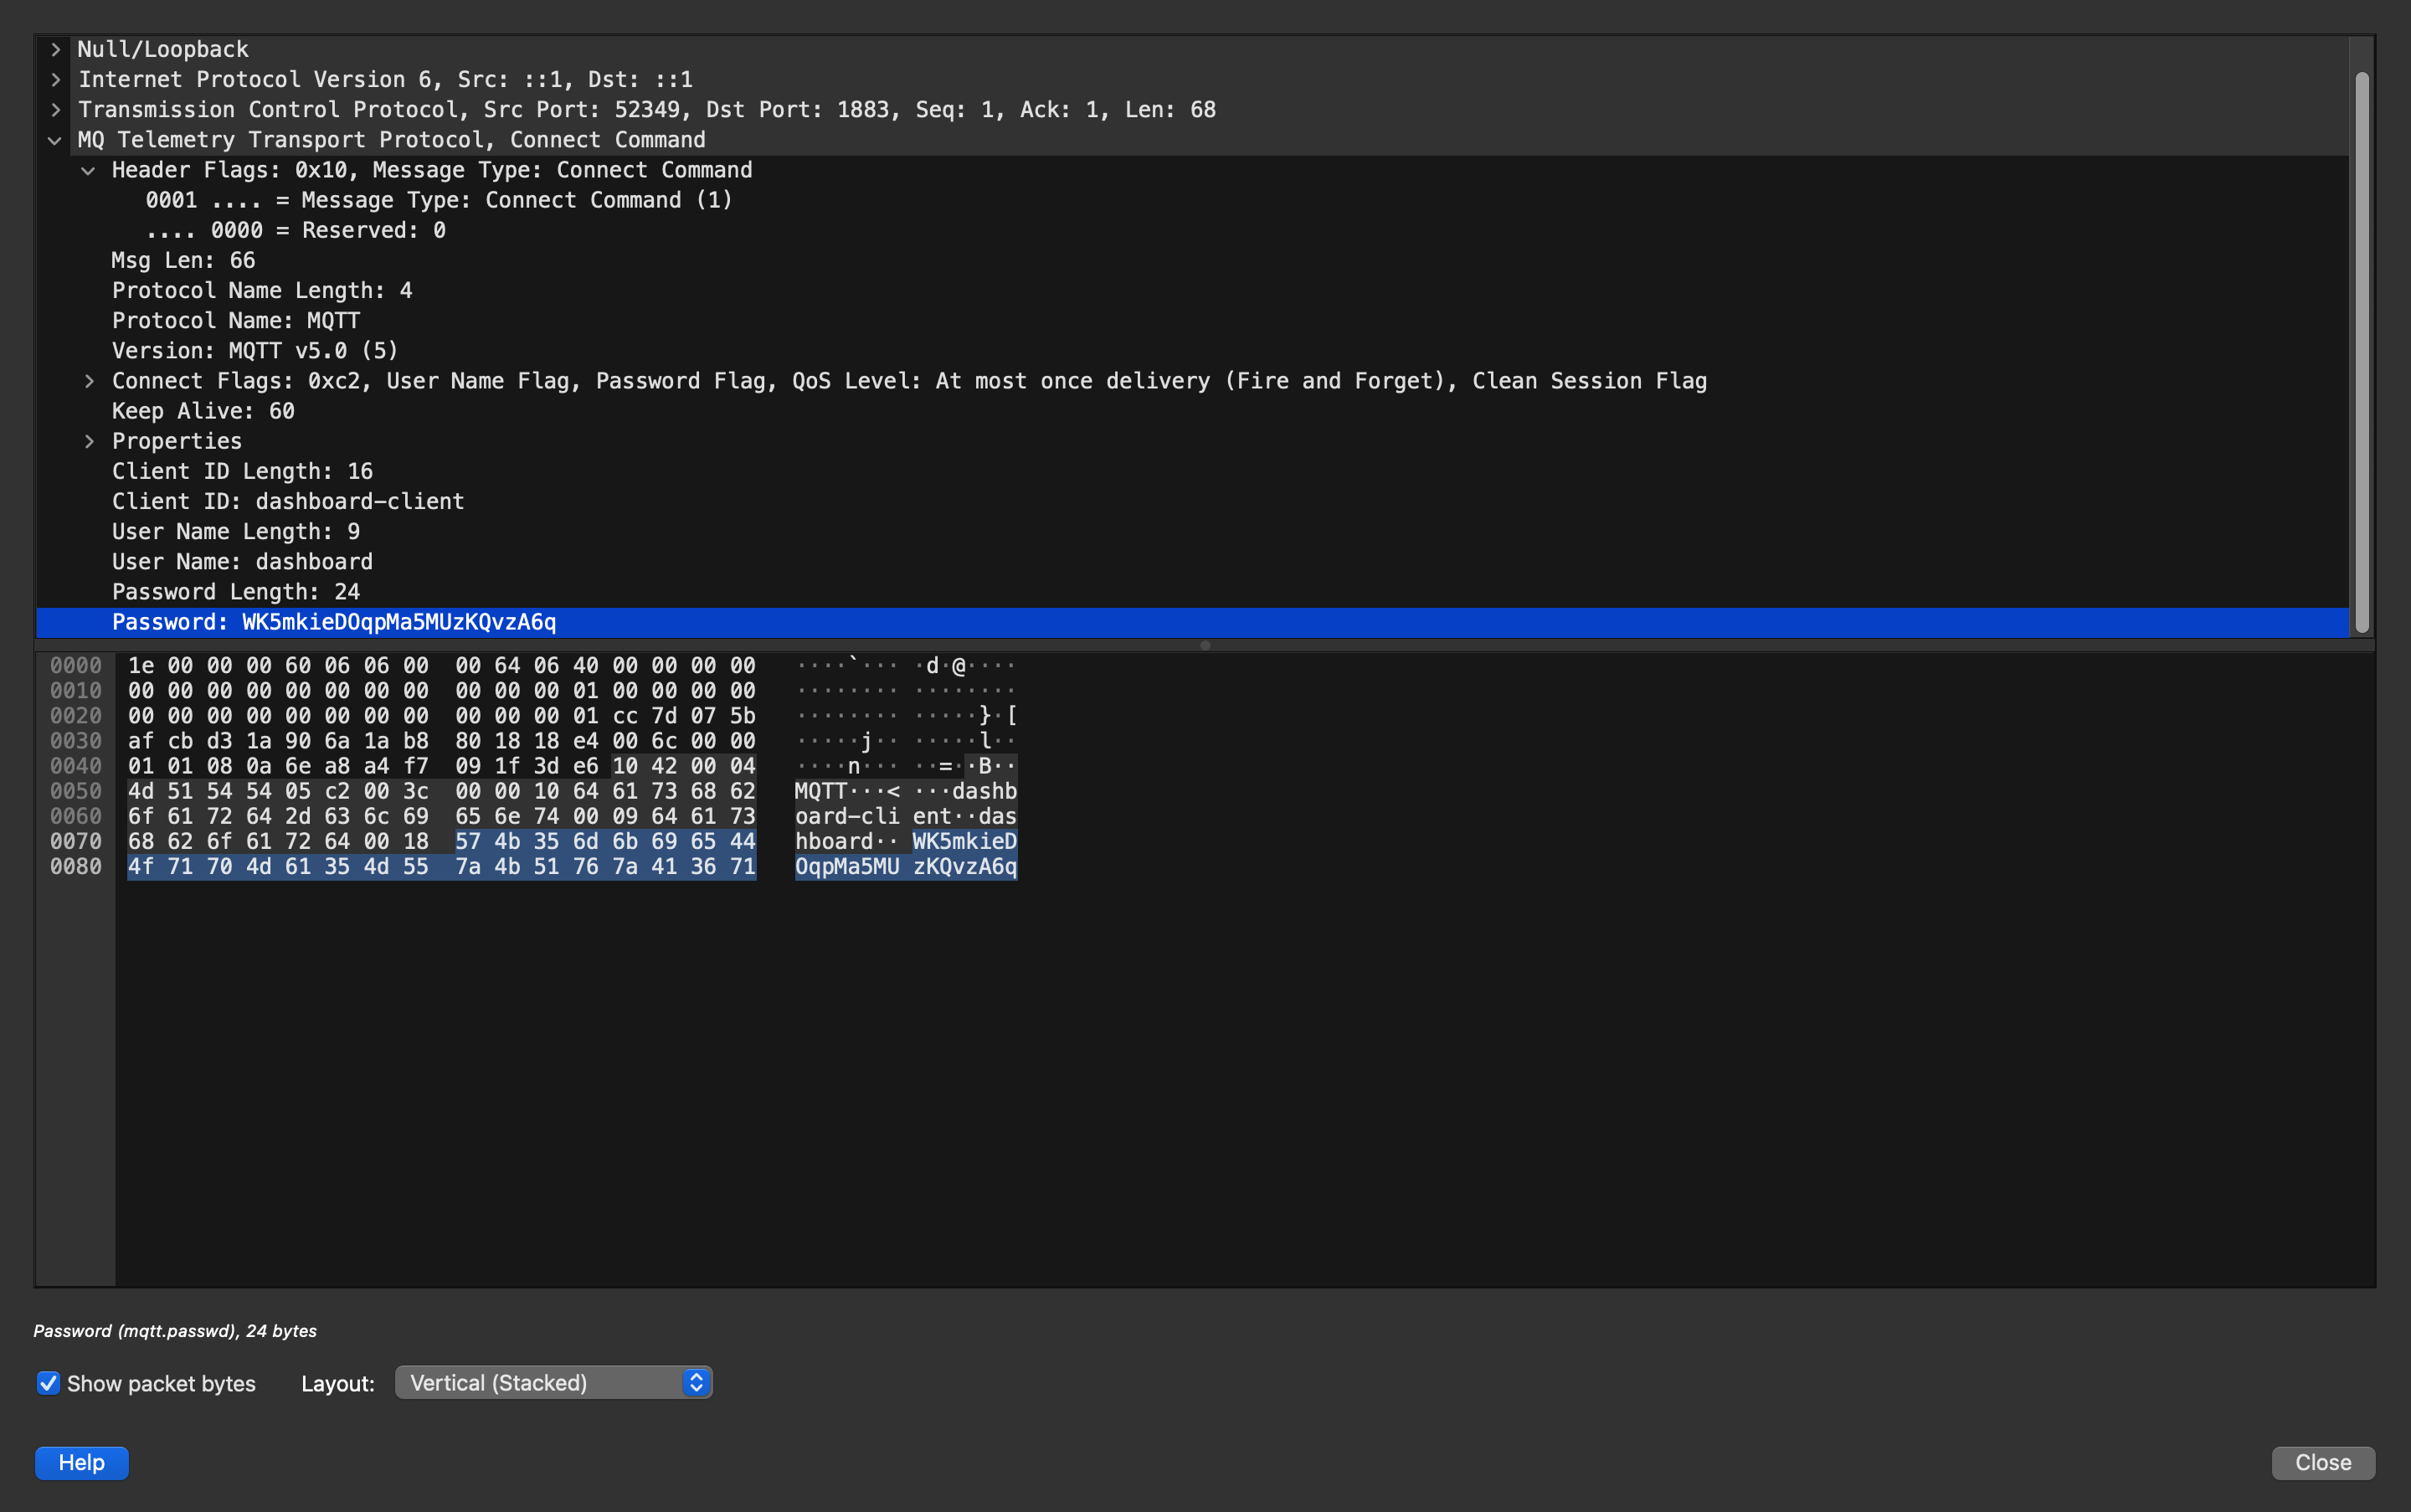 Null/Loopback
Internet Protocol Version 6, Src: ::1, Dst: ::1
Transmission Control Protocol, Src Port: 52349, Dst Port: 1883, Seq: 1, Ack: 1, Len: 68
MQ Telemetry Transport Protocol, Connect Command
Header Flags: 0x10, Message Type: Connect Command
0001 .... = Message Type: Connect Command (1)
.... 0000 = Reserved: 0
Msg Len: 66
Protocol Name Length: 4
Protocol Name: MQTT
Version: MQTT v5.0 (5)
Connect Flags: 0xc2, User Name Flag, Password Flag, QoS Level: At most once delivery (Fire and Forget), Clean Session Flag
Keep Alive: 60
Properties
Client ID Length: 16
Client ID: dashboard-client
User Name Length: 9
User Name: dashboard
Password Length: 24
Password: WK5mkieDOqpMa5MUzKQvzA6q
0000 1e 00 00 00 60 06 06 00 00 64 06 40 00 00 00 00 ····`··· ·d·@····
0010 00 00 00 00 00 00 00 00 00 00 00 01 00 00 00 00 ········ ········
0020 00 00 00 00 00 00 00 00 00 00 00 01 cc 7d 07 5b ········ ·····}·[
0030 af cb d3 1a 90 6a 1a b8 80 18 18 e4 00 6c 00 00 ·····j·· ·····l··
0040 01 01 08 0a 6e a8 a4 f7 09 1f 3d e6 10 42 00 04 ····n··· ··=··B··
0050 4d 51 54 54 05 c2 00 3c 00 00 10 64 61 73 68 62 MQTT···< ···dashb
0060 6f 61 72 64 2d 63 6c 69 65 6e 74 00 09 64 61 73 oard-cli ent··das
0070 68 62 6f 61 72 64 00 18 57 4b 35 6d 6b 69 65 44 hboard·· WK5mkieD
0080 4f 71 70 4d 61 35 4d 55 7a 4b 51 76 7a 41 36 71 OqpMa5MU zKQvzA6q
Password (mqtt.passwd), 24 bytes
Show packet bytes Layout: Vertical (Stacked)
Help Close